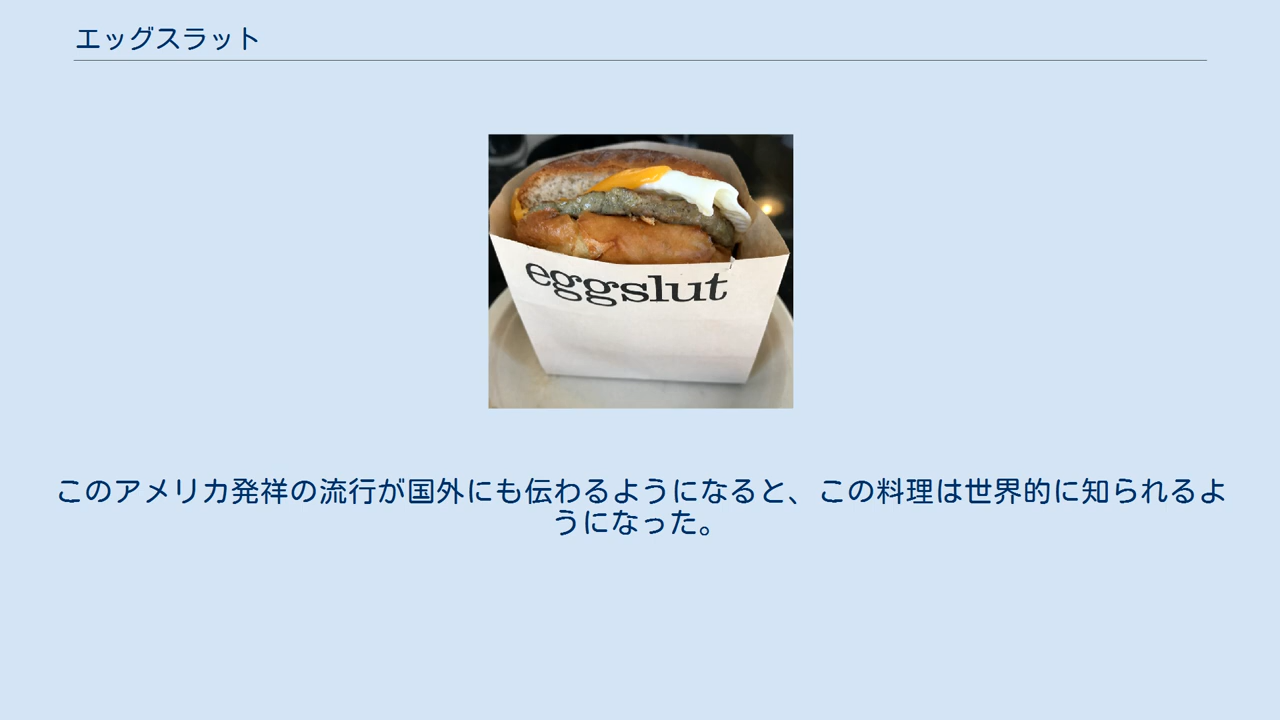 エッグスラット
eggslut
このアメリカ発祥の流行が国外にも伝わるようになると、この料理は世界的に知られるよ
うになった。